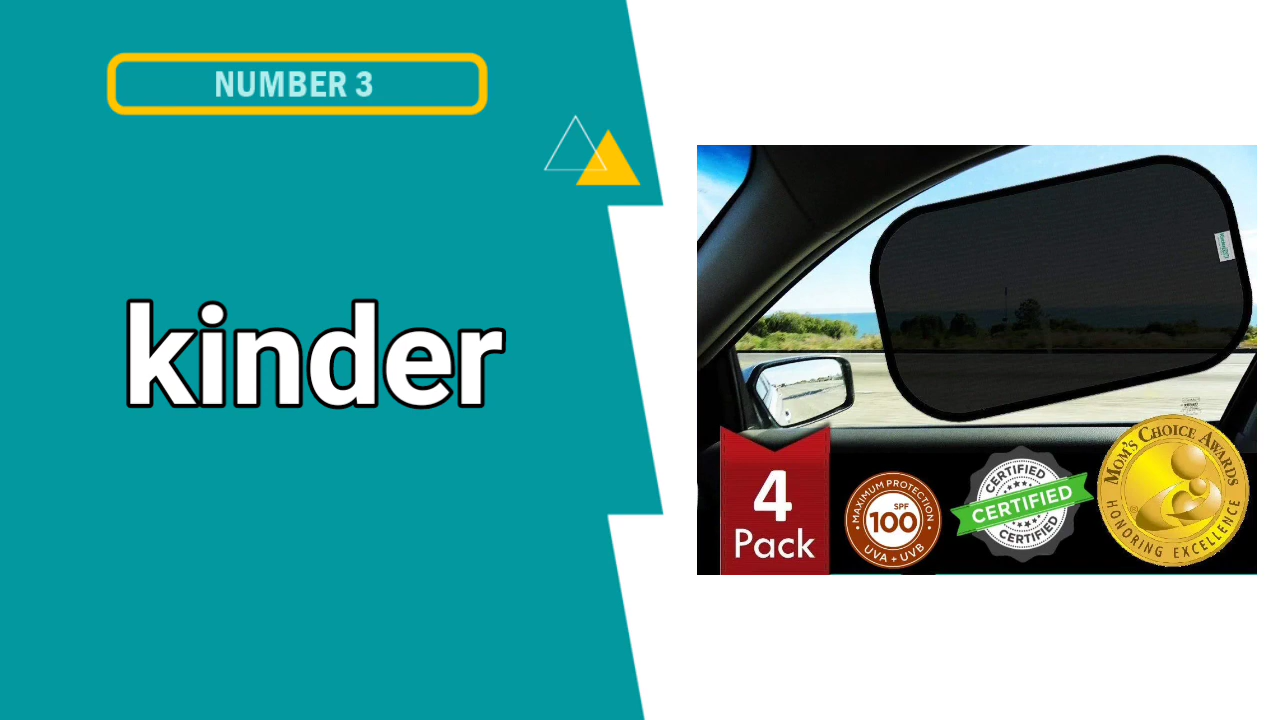 NUMBER 3
kinder
4
Pack
MAXIMUM PROTECTION
SPF
100
UVA + UVB
CERTIFIED
CERTIFIED
CERTIFIED
MOM'S CHOICE AWARDS
HONORING EXCELLENCE